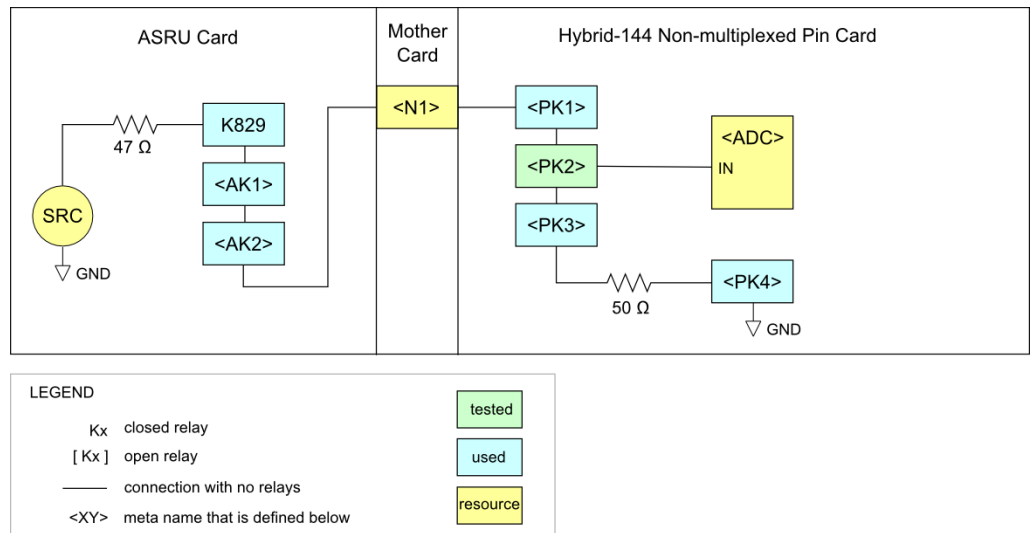 ASRU Card
Mother
Card
Hybrid-144 Non-multiplexed Pin Card
<N1>
<PK1>
K829
<ADC>
47 Ω
<PK2>
IN
<AK1>
SRC
<PK3>
<AK2>
GND
<PK4>
50 Ω
GND
LEGEND
Kx closed relay
[ Kx ] open relay
connection with no relays
<XY> meta name that is defined below
tested
used
resource